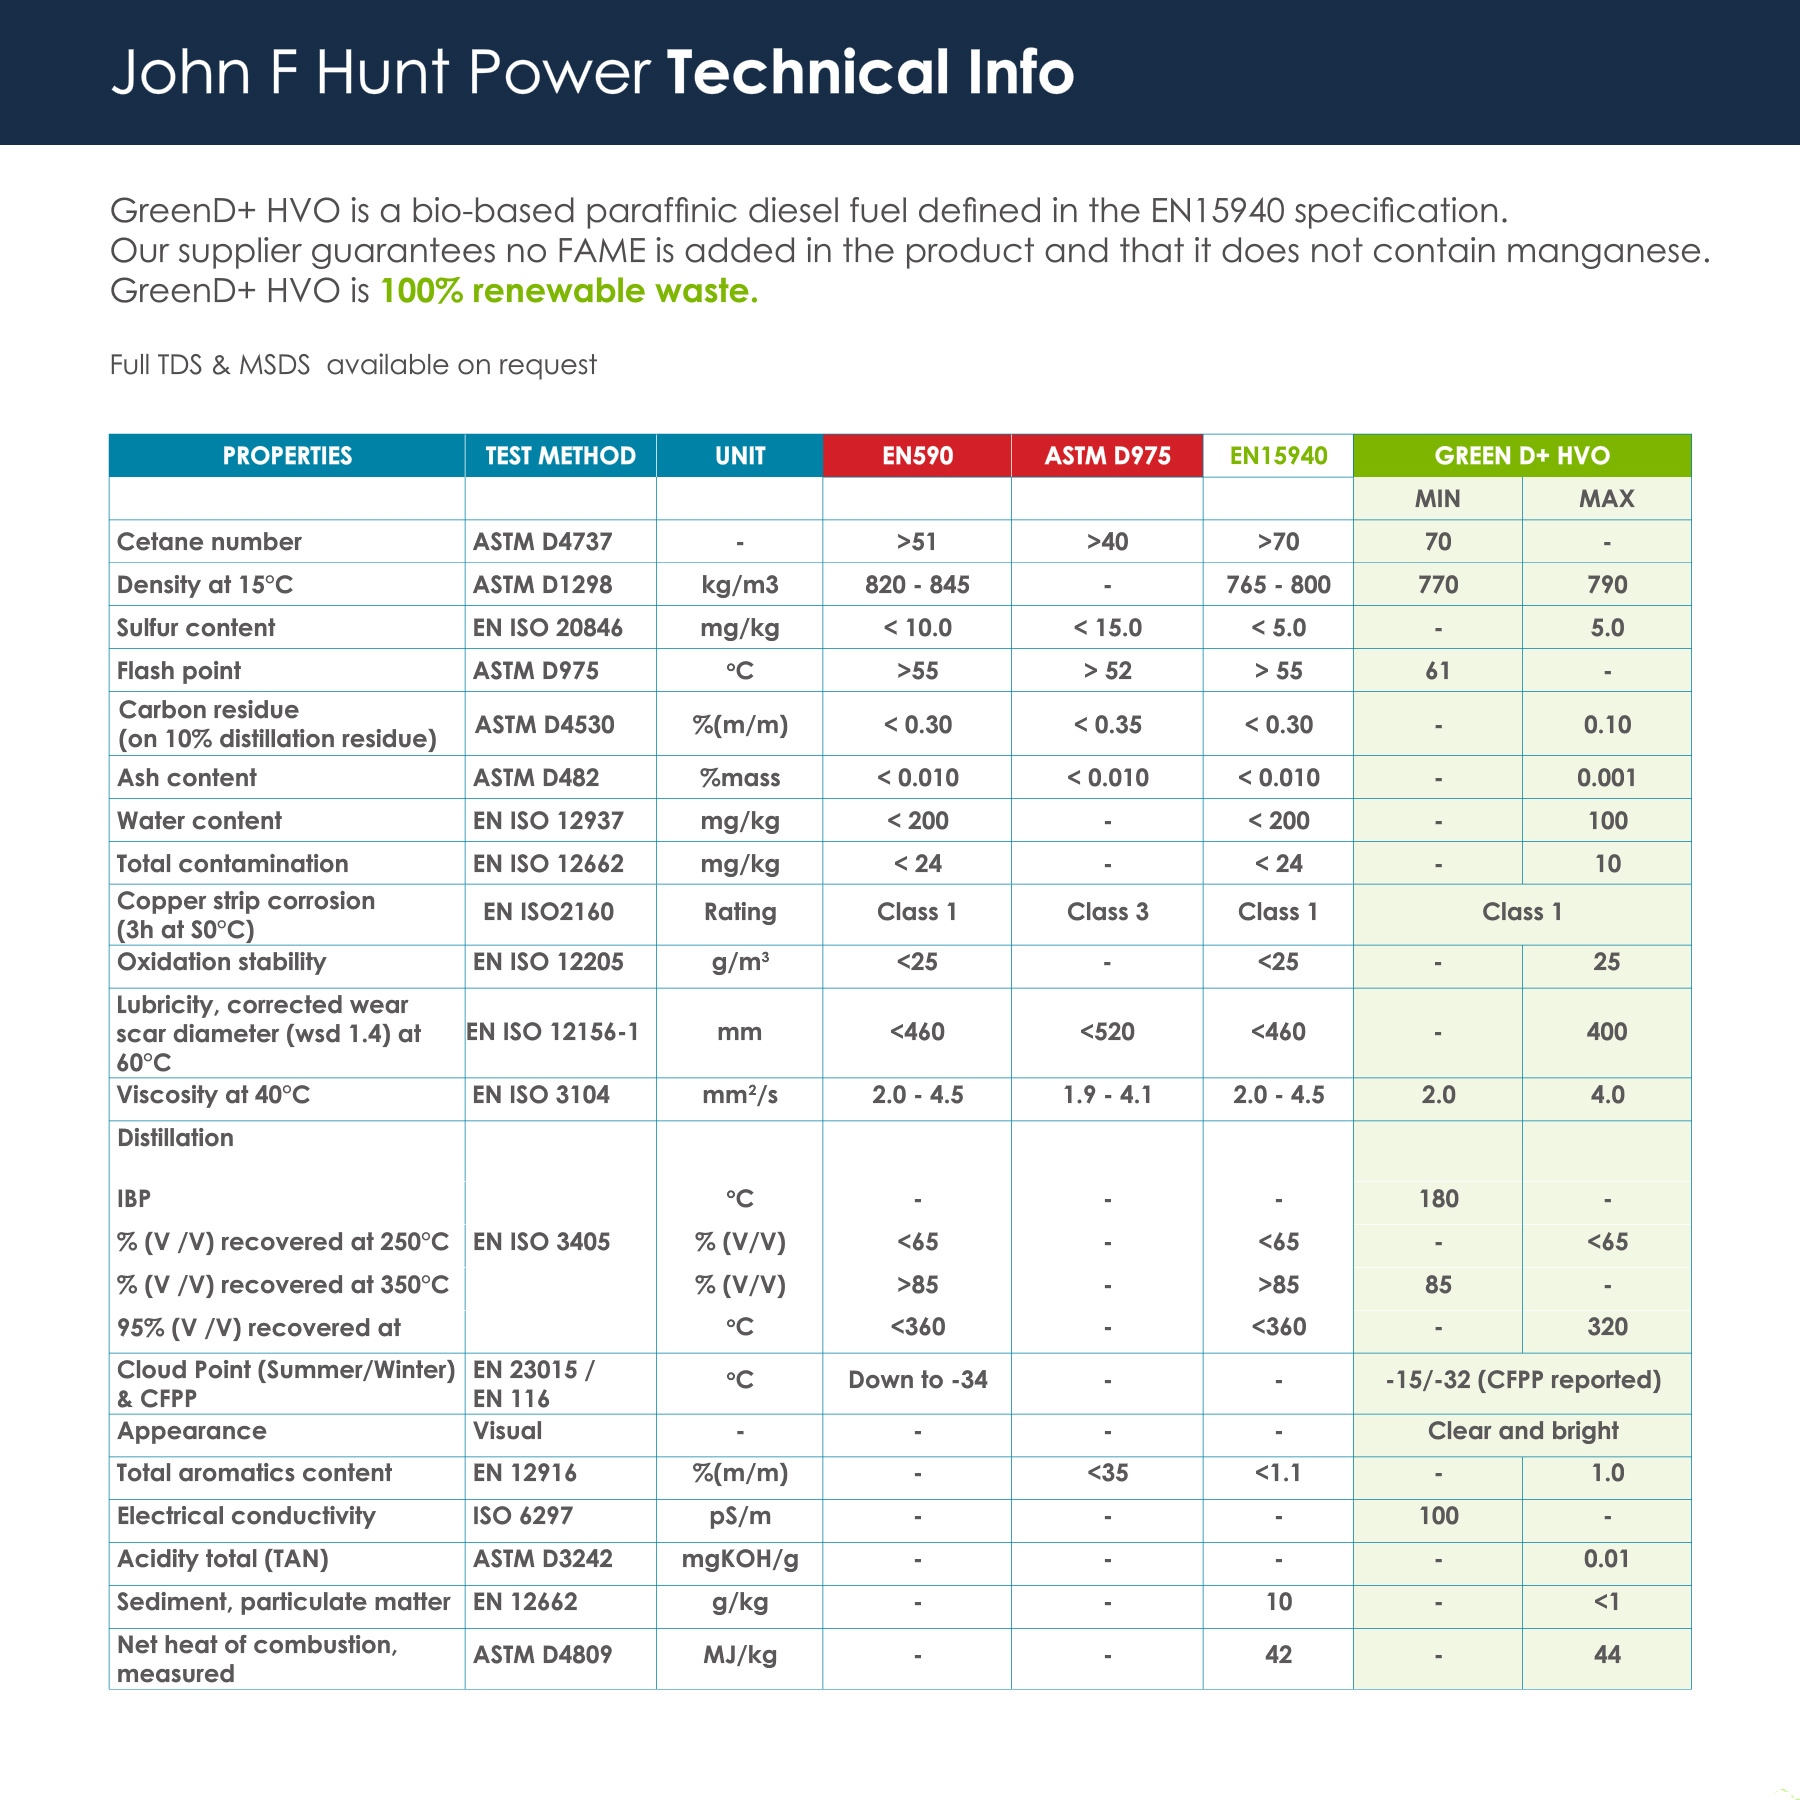 John F Hunt Power Technical Info
GreenD+ HVO is a bio-based paraffinic diesel fuel defined in the EN15940 specification.
Our supplier guarantees no FAME is added in the product and that it does not contain manganese.
GreenD+ HVO is 100% renewable waste.
Full TDS & MSDS available on request
PROPERTIES TEST METHOD UNIT EN590 ASTM D975 EN15940 GREEN D+ HVO
MIN MAX
Cetane number ASTM D4737 - >51 >40 >70 70 -
Density at 15°C ASTM D1298 kg/m3 820 - 845 - 765 - 800 770 790
Sulfur content EN ISO 20846 mg/kg < 10.0 < 15.0 < 5.0 - 5.0
Flash point ASTM D975 °C >55 > 52 > 55 61 -
Carbon residue
(on 10% distillation residue) ASTM D4530 %(m/m) < 0.30 < 0.35 < 0.30 - 0.10
Ash content ASTM D482 %mass < 0.010 < 0.010 < 0.010 - 0.001
Water content EN ISO 12937 mg/kg < 200 - < 200 - 100
Total contamination EN ISO 12662 mg/kg < 24 - < 24 - 10
Copper strip corrosion
(3h at S0°C) EN ISO2160 Rating Class 1 Class 3 Class 1 Class 1
Oxidation stability EN ISO 12205 g/m³ <25 - <25 - 25
Lubricity, corrected wear
scar diameter (wsd 1.4) at
60°C EN ISO 12156-1 mm <460 <520 <460 - 400
Viscosity at 40°C EN ISO 3104 mm²/s 2.0 - 4.5 1.9 - 4.1 2.0 - 4.5 2.0 4.0
Distillation
IBP °C - - - 180 -
% (V /V) recovered at 250°C EN ISO 3405 % (V/V) <65 - <65 - <65
% (V /V) recovered at 350°C % (V/V) >85 - >85 85 -
95% (V /V) recovered at °C <360 - <360 - 320
Cloud Point (Summer/Winter)
& CFPP EN 23015 /
EN 116 °C Down to -34 - - -15/-32 (CFPP reported)
Appearance Visual - - - - Clear and bright
Total aromatics content EN 12916 %(m/m) - <35 <1.1 - 1.0
Electrical conductivity ISO 6297 pS/m - - - 100 -
Acidity total (TAN) ASTM D3242 mgKOH/g - - - - 0.01
Sediment, particulate matter EN 12662 g/kg - - 10 - <1
Net heat of combustion,
measured ASTM D4809 MJ/kg - - 42 - 44